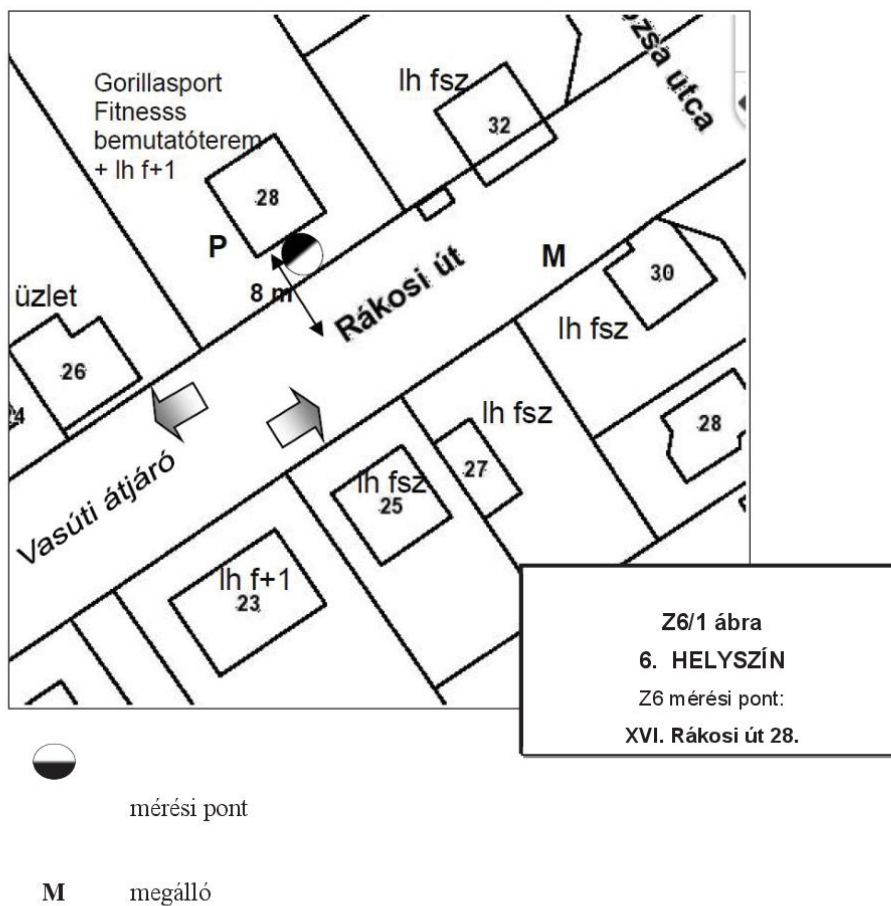 Gorillasport
Fitnesss
bemutatóterem
+ lh f+1
lh fsz
ózsa utca
32
28
P
8 m
Rákosi út
M
30
lh fsz
üzlet
26
24
Vasúti átjáró
lh fsz
27
28
lh fsz
25
lh f+1
23
Z6/1 ábra
6. HELYSZÍN
Z6 mérési pont:
XVI. Rákosi út 28.
mérési pont
M megálló